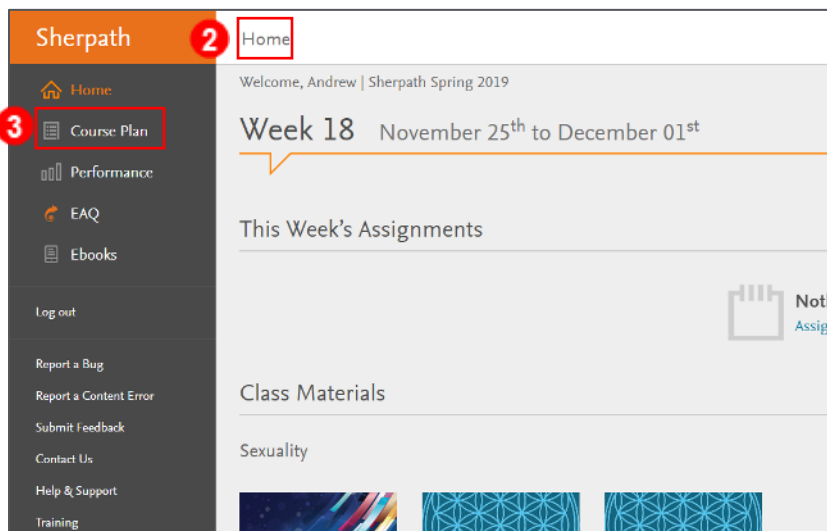 Sherpath
2 Home
Home
3 Course Plan
Performance
EAQ
Ebooks
Log out
Report a Bug
Report a Content Error
Submit Feedback
Contact Us
Help & Support
Training
Welcome, Andrew | Sherpath Spring 2019
Week 18 November 25th to December 01st
This Week's Assignments
Class Materials
Sexuality